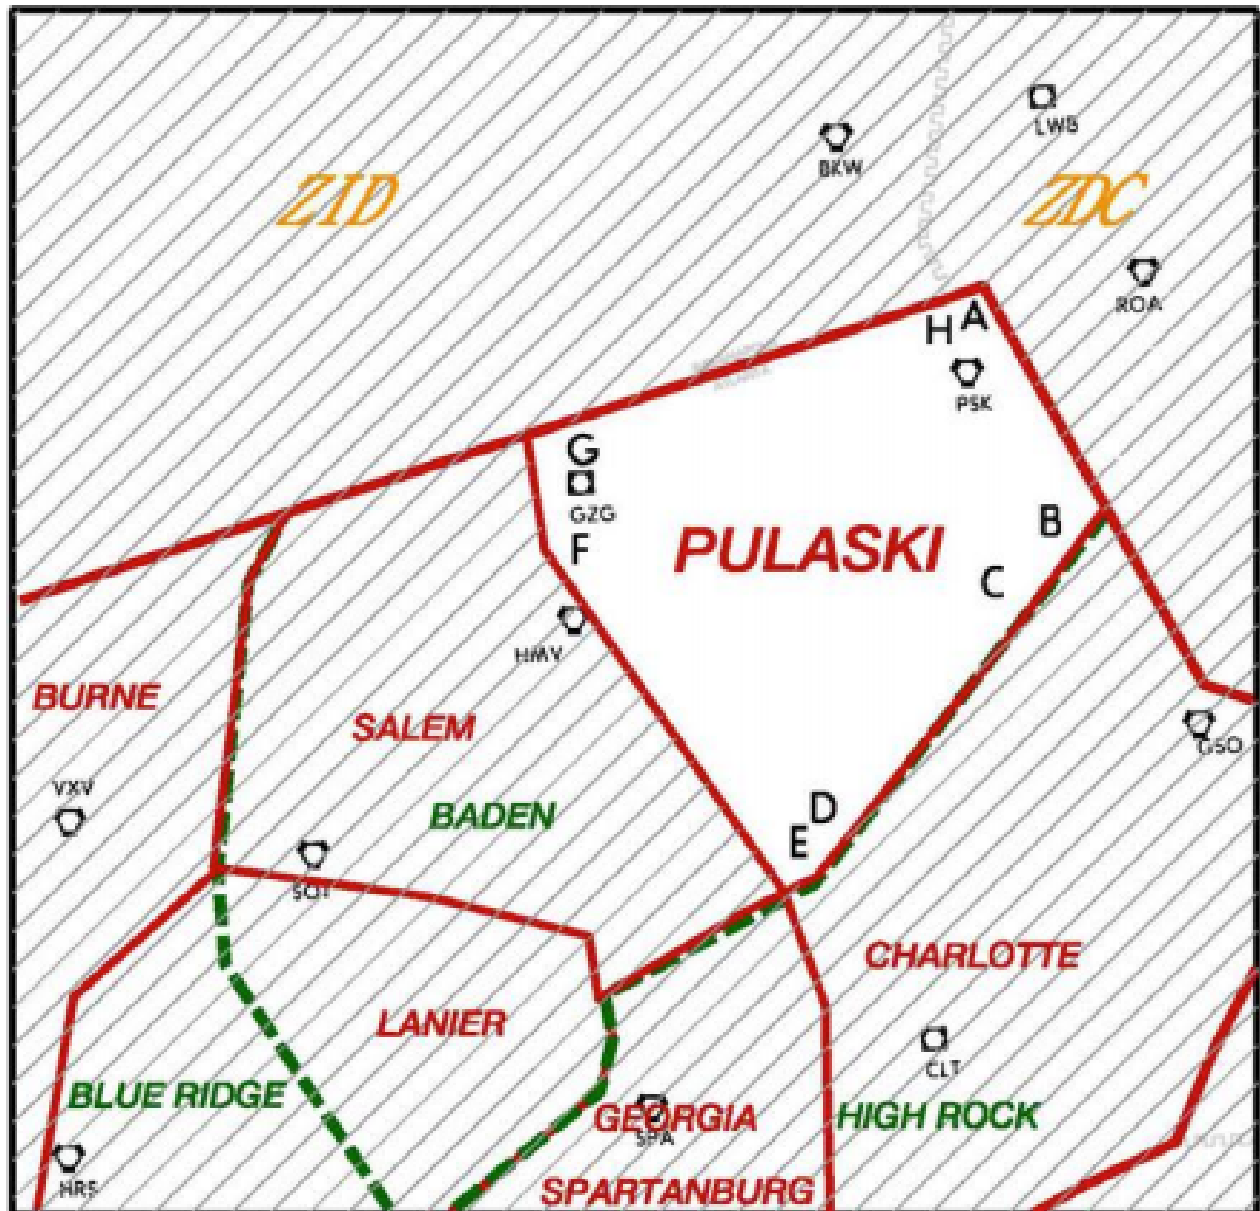 LWB
BKW
ZID
ZDC
ROA
H A
PSK
G
GZG
B
F
PULASKI
C
HMV
BURNE
SALEM
GSO
VXV
BADEN
D
E
SOT
CHARLOTTE
LANIER
CLT
BLUE RIDGE
GEORGIA
HIGH ROCK
SPA
HRS
SPARTANBURG